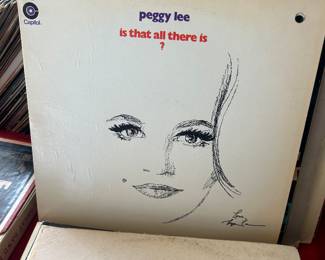 Capitol.
peggy lee
is that all there is
?